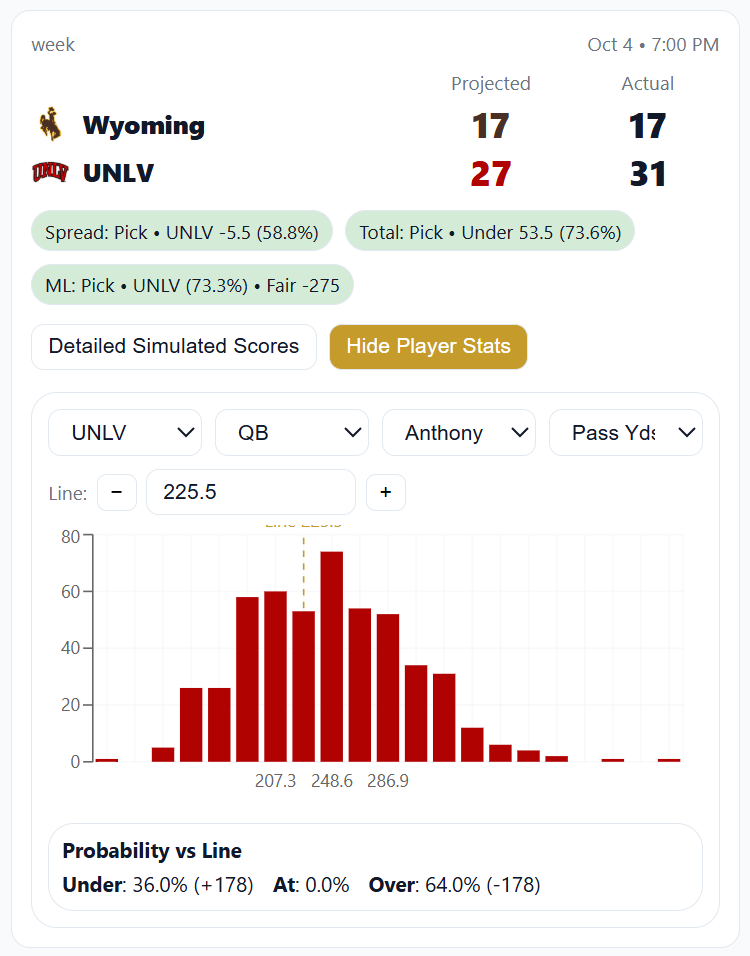 week
Oct 4 • 7:00 PM
Projected
Actual
Wyoming
17
17
UNLV
UNLV
27
31
Spread: Pick • UNLV -5.5 (58.8%)
Total: Pick • Under 53.5 (73.6%)
ML: Pick • UNLV (73.3%) • Fair -275
Detailed Simulated Scores
Hide Player Stats
UNLV
QB
Anthony
Pass Yds
Line:
−
225.5
+
80
60
40
20
0
207.3
248.6
286.9
Probability vs Line
Under: 36.0% (+178) At: 0.0% Over: 64.0% (-178)